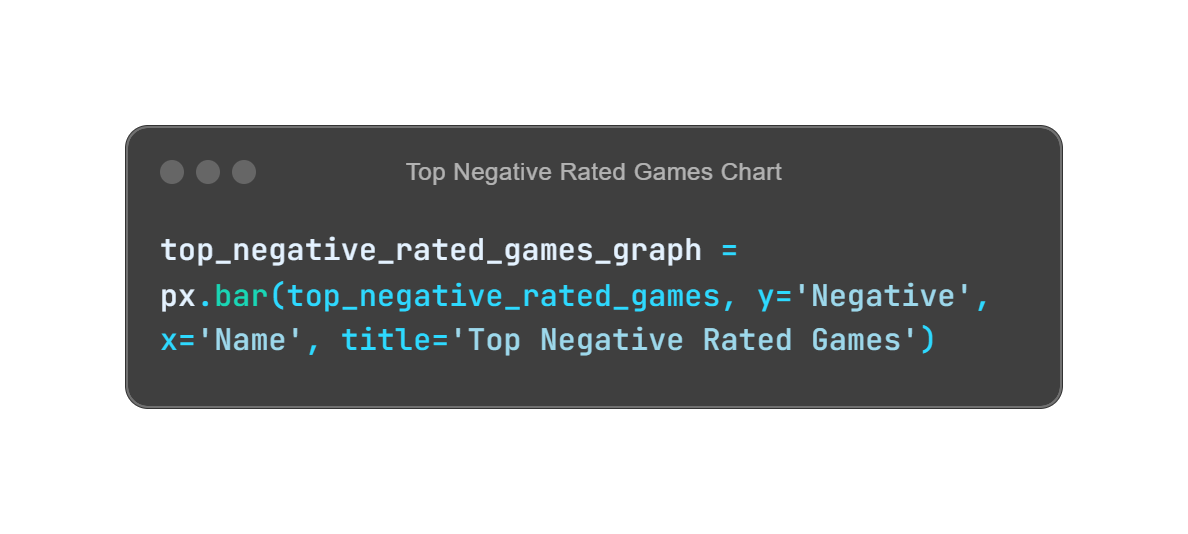 Top Negative Rated Games Chart
top_negative_rated_games_graph =
px.bar(top_negative_rated_games, y='Negative',
x='Name', title='Top Negative Rated Games')